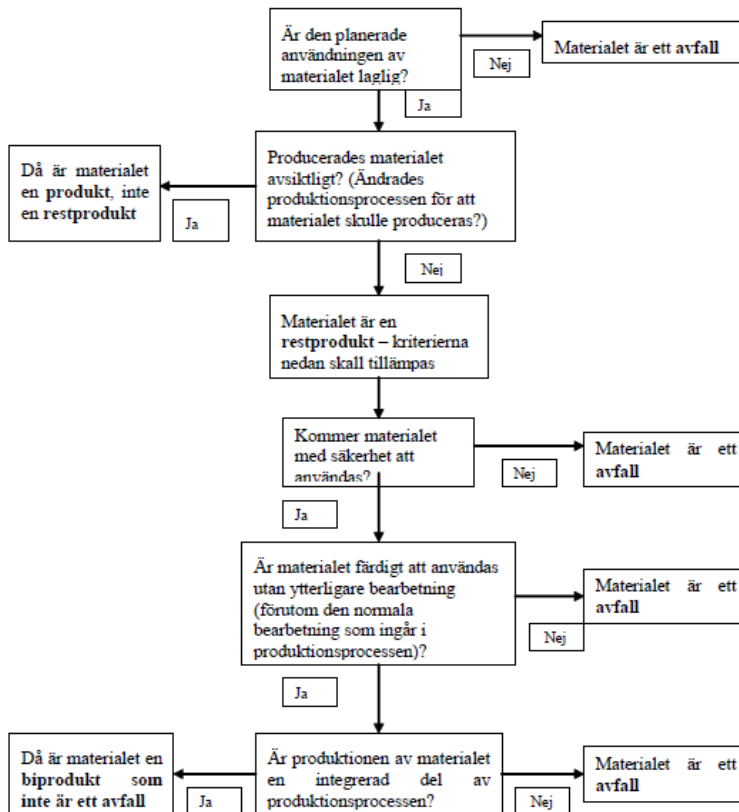 Är den planerade
användningen av
materialet laglig?
Nej
Materialet är ett avfall
Ja
Producerades materialet
avsiktligt? (Ändrades
produktionsprocessen för att
materialet skulle produceras?)
Då är materialet
en produkt, inte
en restprodukt
Ja
Nej
Materialet är en
restprodukt – kriterierna
nedan skall tillämpas
Kommer materialet
med säkerhet att
användas?
Nej
Materialet är ett
avfall
Ja
Är materialet färdigt att användas
utan ytterligare bearbetning
(förutom den normala
bearbetning som ingår i
produktionsprocessen)?
Nej
Materialet är ett
avfall
Ja
Är produktionen av materialet
en integrerad del av
produktionsprocessen?
Då är materialet en
biprodukt som
inte är ett avfall
Ja
Nej
Materialet är ett
avfall